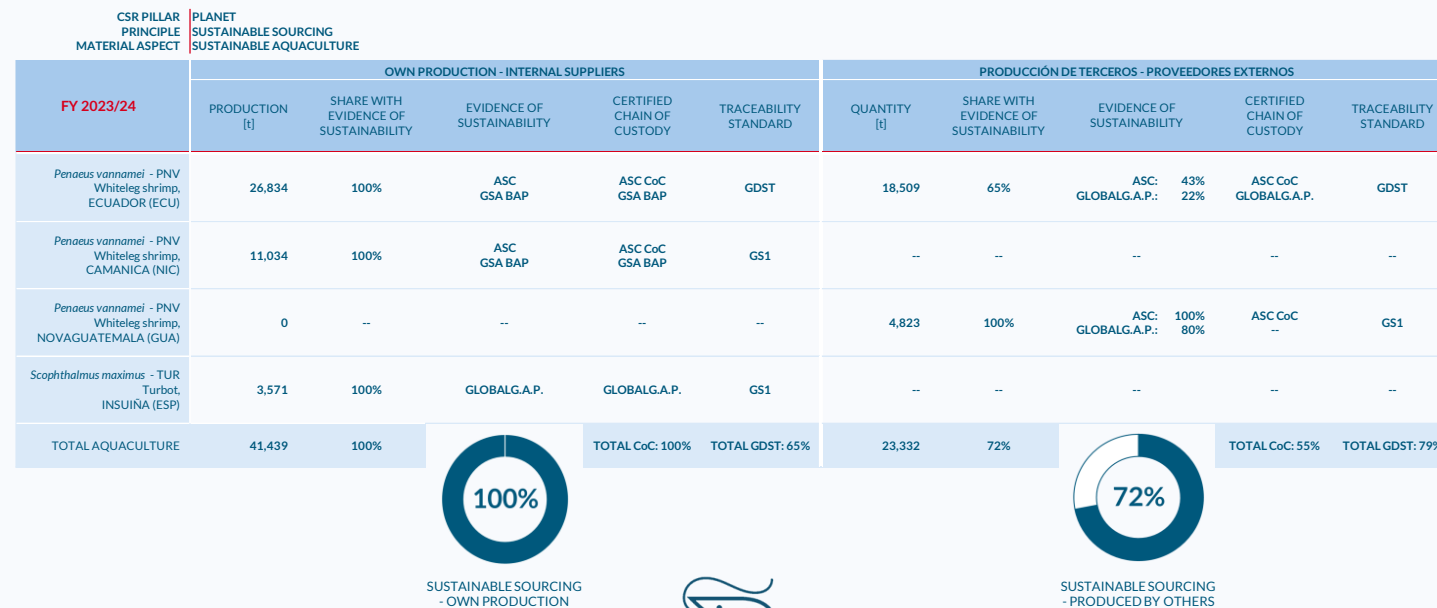 CSR PILLAR PLANET
PRINCIPLE SUSTAINABLE SOURCING
MATERIAL ASPECT SUSTAINABLE AQUACULTURE
FY 2023/24
OWN PRODUCTION - INTERNAL SUPPLIERS
PRODUCCIÓN DE TERCEROS - PROVEEDORES EXTERNOS
PRODUCTION
[t]
SHARE WITH
EVIDENCE OF
SUSTAINABILITY
EVIDENCE OF
SUSTAINABILITY
CERTIFIED
CHAIN OF
CUSTODY
TRACEABILITY
STANDARD
QUANTITY
[t]
SHARE WITH
EVIDENCE OF
SUSTAINABILITY
EVIDENCE OF
SUSTAINABILITY
CERTIFIED
CHAIN OF
CUSTODY
TRACEABILITY
STANDARD
Penaeus vannamei - PNV
Whiteleg shrimp,
ECUADOR (ECU)
26,834
100%
ASC
GSA BAP
ASC CoC
GSA BAP
GDST
18,509
65%
ASC: 43%
GLOBALG.A.P.: 22%
ASC CoC
GLOBALG.A.P.
GDST
Penaeus vannamei - PNV
Whiteleg shrimp,
CAMANICA (NIC)
11,034
100%
ASC
GSA BAP
ASC CoC
GSA BAP
GS1
--
--
--
--
--
Penaeus vannamei - PNV
Whiteleg shrimp,
NOVAGUATEMALA (GUA)
0
--
--
--
--
4,823
100%
ASC: 100%
GLOBALG.A.P.: 80%
ASC CoC
--
GS1
Scophthalmus maximus - TUR
Turbot,
INSUIÑA (ESP)
3,571
100%
GLOBALG.A.P.
GLOBALG.A.P.
GS1
--
--
--
--
--
TOTAL AQUACULTURE
41,439
100%
TOTAL CoC: 100%
TOTAL GDST: 65%
23,332
72%
TOTAL CoC: 55%
TOTAL GDST: 79%
100%
72%
SUSTAINABLE SOURCING
- OWN PRODUCTION
SUSTAINABLE SOURCING
- PRODUCED BY OTHERS